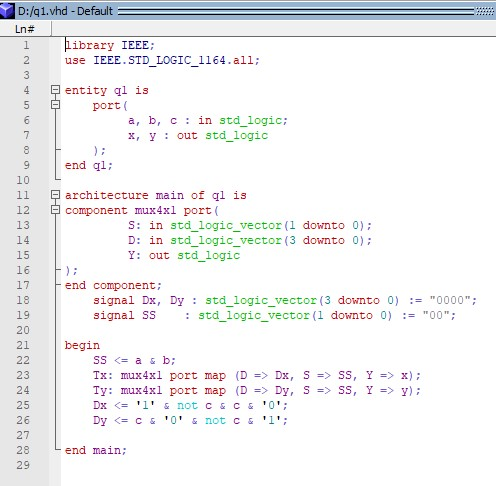 D:/q1.vhd - Default
Ln#
1 library IEEE;
2 use IEEE.STD_LOGIC_1164.all;
3
4 entity q1 is
5 port(
6 a, b, c : in std_logic;
7 x, y : out std_logic
8 );
9 end q1;
10
11 architecture main of q1 is
12 component mux4x1 port(
13 S: in std_logic_vector(1 downto 0);
14 D: in std_logic_vector(3 downto 0);
15 Y: out std_logic
16 );
17 end component;
18 signal Dx, Dy : std_logic_vector(3 downto 0) := "0000";
19 signal SS : std_logic_vector(1 downto 0) := "00";
20
21 begin
22 SS <= a & b;
23 Tx: mux4x1 port map (D => Dx, S => SS, Y => x);
24 Ty: mux4x1 port map (D => Dy, S => SS, Y => y);
25 Dx <= '1' & not c & c & '0';
26 Dy <= c & '0' & not c & '1';
27
28 end main;
29